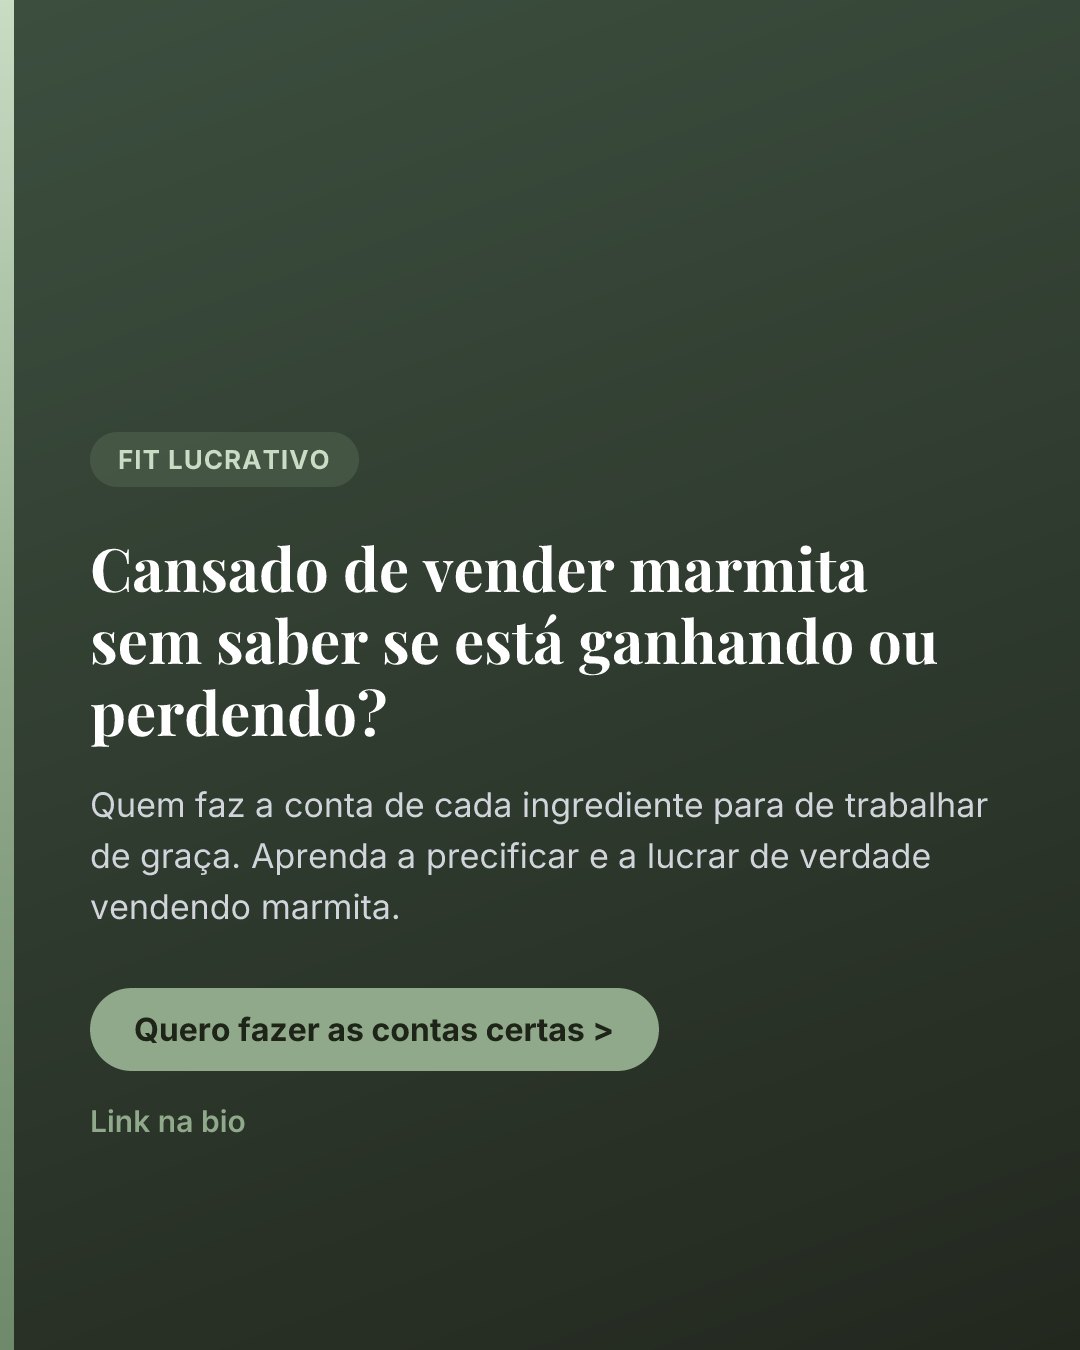 FIT LUCRATIVO
Cansado de vender marmita
sem saber se está ganhando ou
perdendo?
Quem faz a conta de cada ingrediente para de trabalhar
de graça. Aprenda a precificar e a lucrar de verdade
vendendo marmita.
Quero fazer as contas certas >
Link na bio